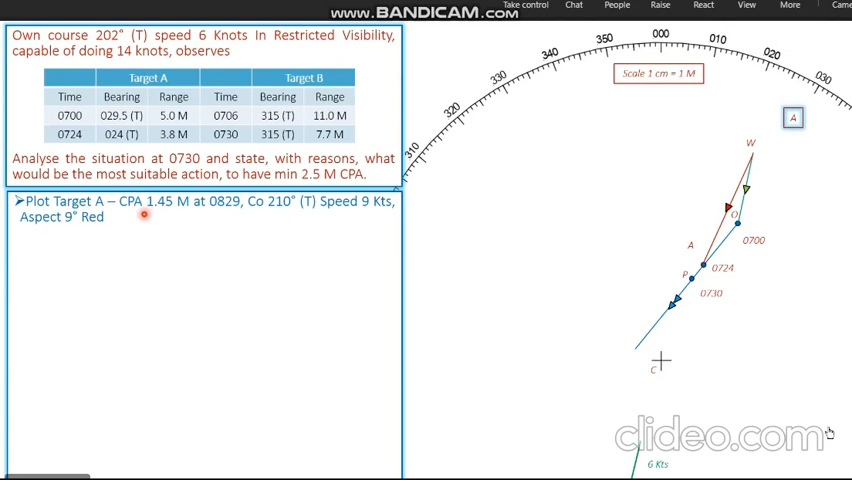 Take control Chat People Raise React View More Came
www.BANDICAM.com
Own course 202° (T) speed 6 Knots In Restricted Visibility,
capable of doing 14 knots, observes
Target A Target B
Time Bearing Range Time Bearing Range
0700 029.5 (T) 5.0 M 0706 315 (T) 11.0 M
0724 024 (T) 3.8 M 0730 315 (T) 7.7 M
Analyse the situation at 0730 and state, with reasons, what
would be the most suitable action, to have min 2.5 M CPA.
➢Plot Target A – CPA 1.45 M at 0829, Co 210° (T) Speed 9 Kts,
Aspect 9° Red
310 320 330 340 350 000 010 020 030
Scale 1 cm = 1 M
A
W
O
0700
A
0724
P
0730
C
6 Kts
clideo.com